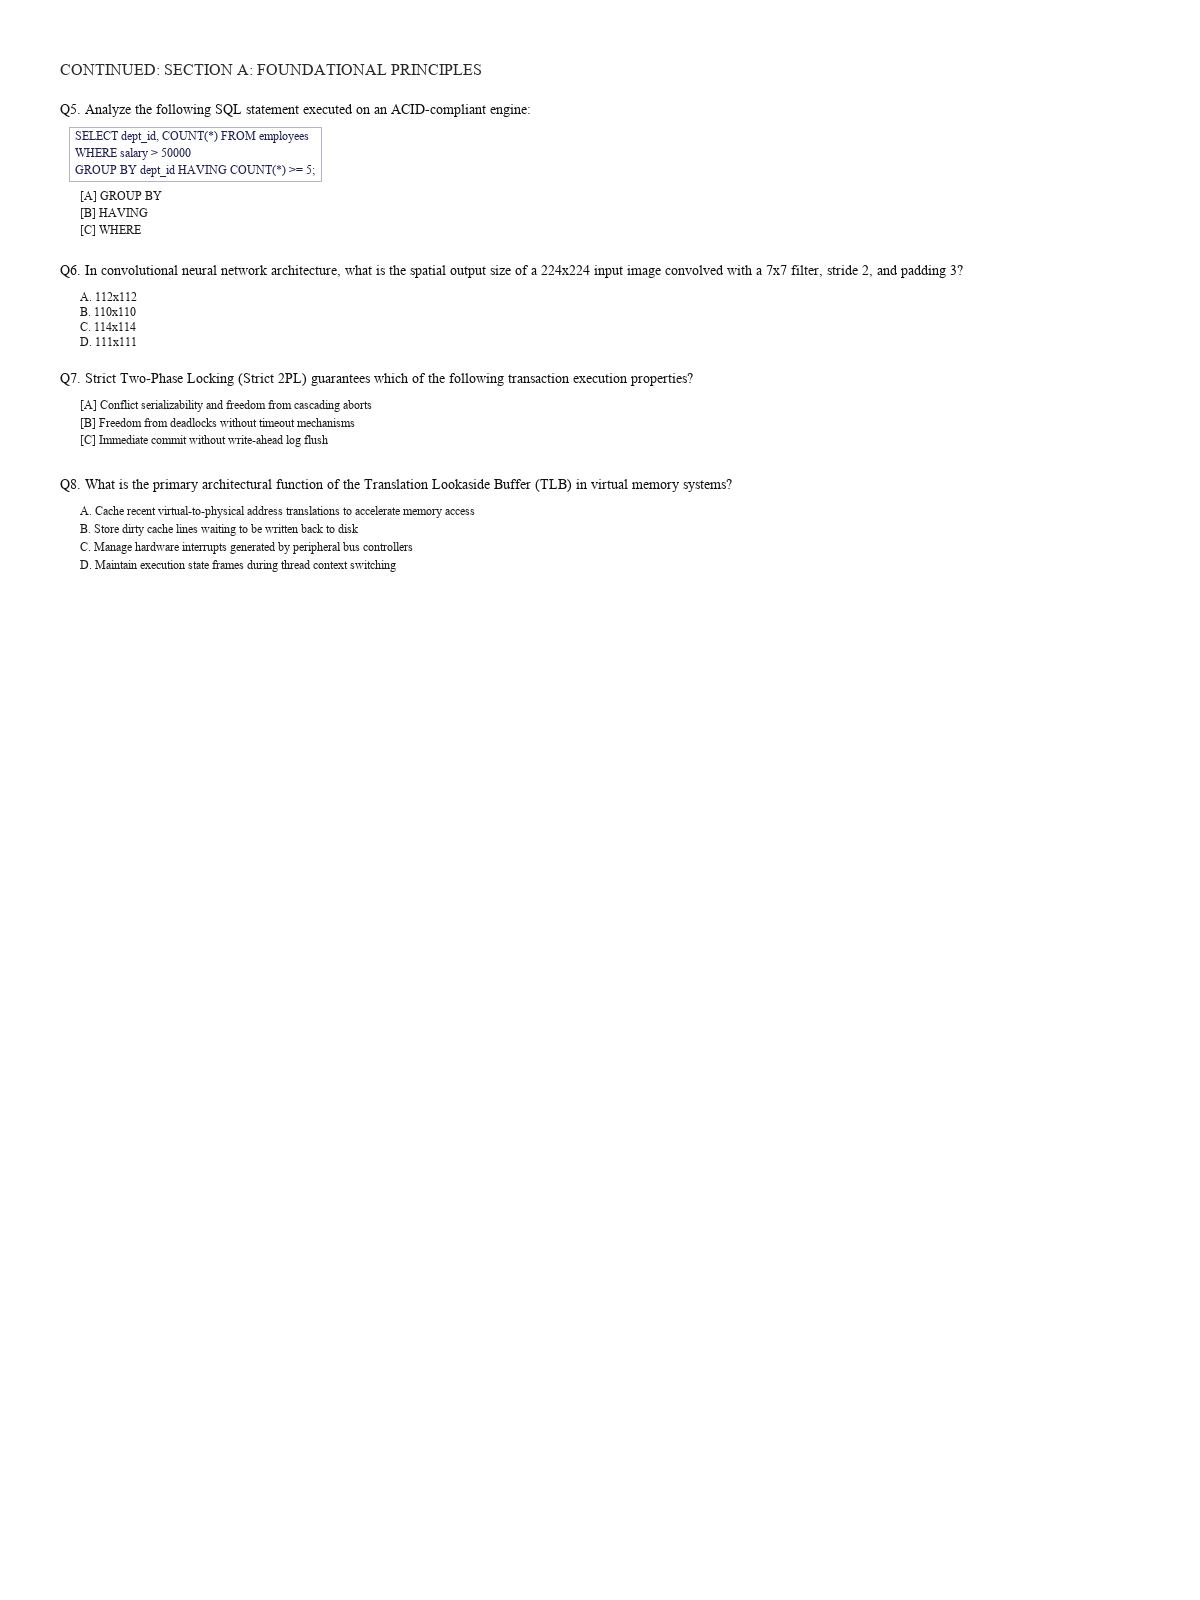 CONTINUED: SECTION A: FOUNDATIONAL PRINCIPLES
Q5. Analyze the following SQL statement executed on an ACID-compliant engine:
SELECT dept_id, COUNT(*) FROM employees
WHERE salary > 50000
GROUP BY dept_id HAVING COUNT(*) >= 5;
[A] GROUP BY
[B] HAVING
[C] WHERE
Q6. In convolutional neural network architecture, what is the spatial output size of a 224x224 input image convolved with a 7x7 filter, stride 2, and padding 3?
A. 112x112
B. 110x110
C. 114x114
D. 111x111
Q7. Strict Two-Phase Locking (Strict 2PL) guarantees which of the following transaction execution properties?
[A] Conflict serializability and freedom from cascading aborts
[B] Freedom from deadlocks without timeout mechanisms
[C] Immediate commit without write-ahead log flush
Q8. What is the primary architectural function of the Translation Lookaside Buffer (TLB) in virtual memory systems?
A. Cache recent virtual-to-physical address translations to accelerate memory access
B. Store dirty cache lines waiting to be written back to disk
C. Manage hardware interrupts generated by peripheral bus controllers
D. Maintain execution state frames during thread context switching